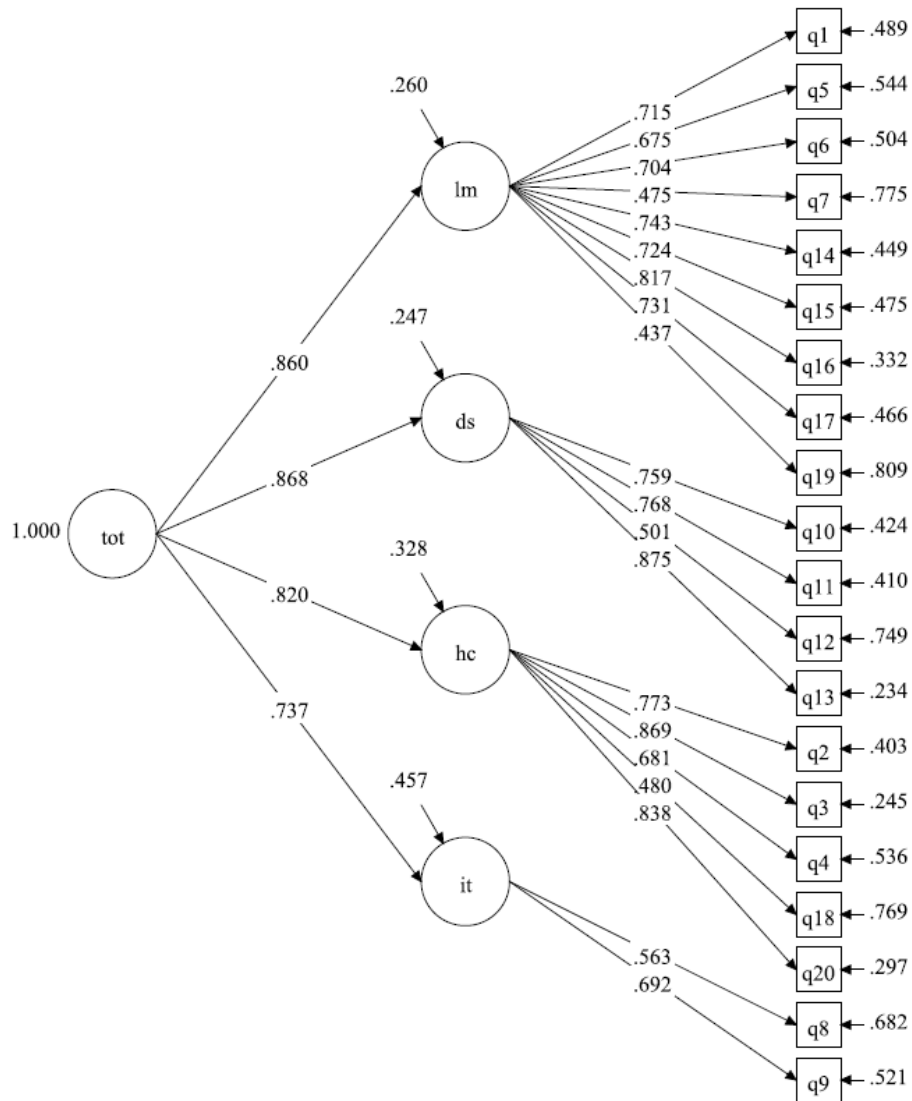 q1 .489
.260
q5 .544
.715
.675
q6 .504
.704
lm
.475
q7 .775
.743
.724
q14 .449
.817
.731
q15 .475
.247
.437
.860
q16 .332
q17 .466
ds
.759
q19 .809
.868
.768
.501
q10 .424
1.000 tot
.875
.328
q11 .410
.820
q12 .749
hc
q13 .234
.773
.737
.869
q2 .403
.681
.457
.480
q3 .245
.838
q4 .536
it
q18 .769
.563
q20 .297
.692
q8 .682
q9 .521